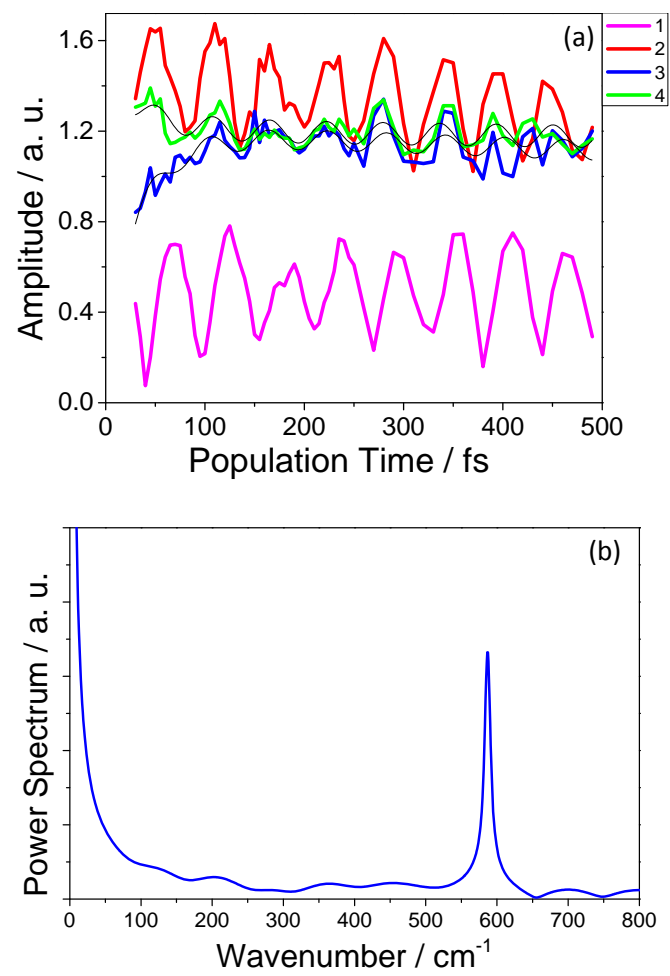 (a)
1
2
3
4
1.6
1.2
0.8
0.4
0.0
Amplitude / a. u.
0 100 200 300 400 500
Population Time / fs
(b)
Power Spectrum / a. u.
0 100 200 300 400 500 600 700 800
Wavenumber / cm⁻¹